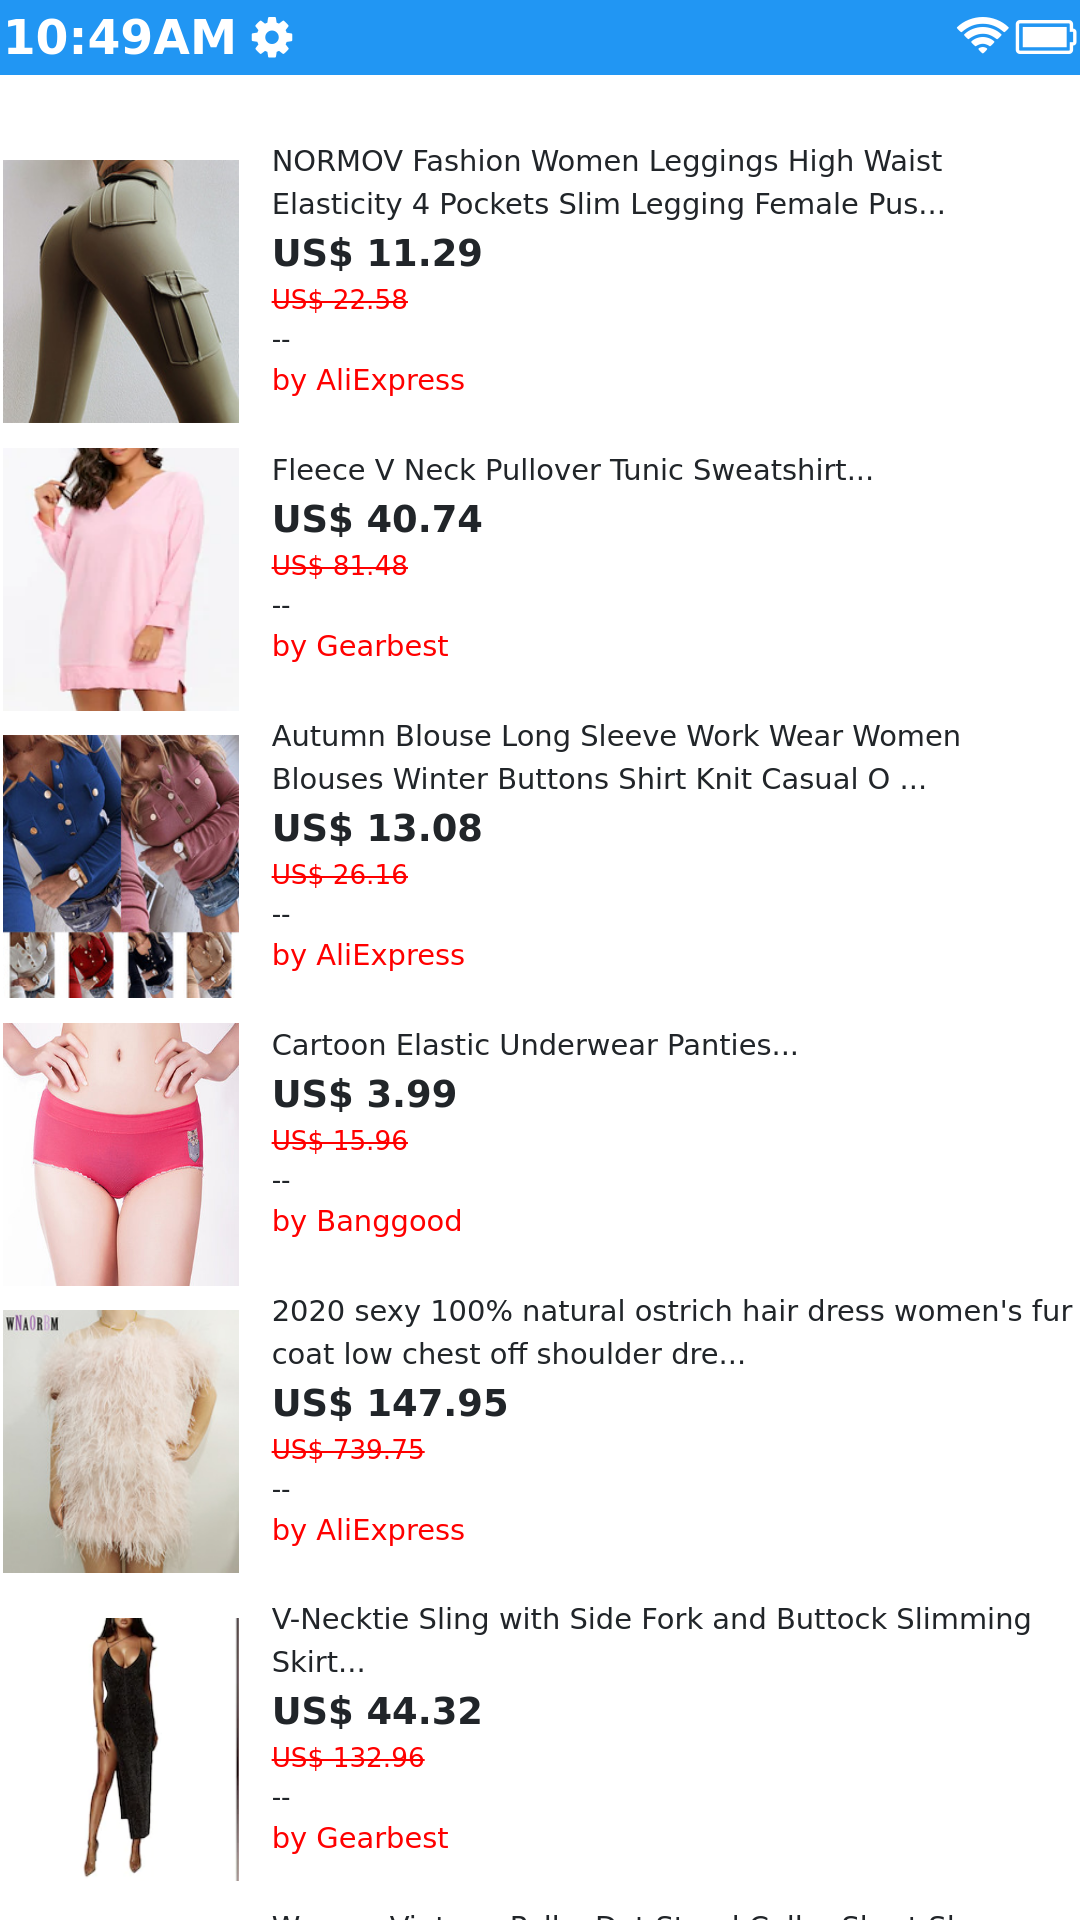 10:49AM
NORMOV Fashion Women Leggings High Waist
Elasticity 4 Pockets Slim Legging Female Pus...
US$ 11.29
US$ 22.58
--
by AliExpress
Fleece V Neck Pullover Tunic Sweatshirt...
US$ 40.74
US$ 81.48
--
by Gearbest
Autumn Blouse Long Sleeve Work Wear Women
Blouses Winter Buttons Shirt Knit Casual O ...
US$ 13.08
US$ 26.16
--
by AliExpress
Cartoon Elastic Underwear Panties...
US$ 3.99
US$ 15.96
--
by Banggood
WNAORBM
2020 sexy 100% natural ostrich hair dress women's fur
coat low chest off shoulder dre...
US$ 147.95
US$ 739.75
--
by AliExpress
V-Necktie Sling with Side Fork and Buttock Slimming
Skirt...
US$ 44.32
US$ 132.96
--
by Gearbest